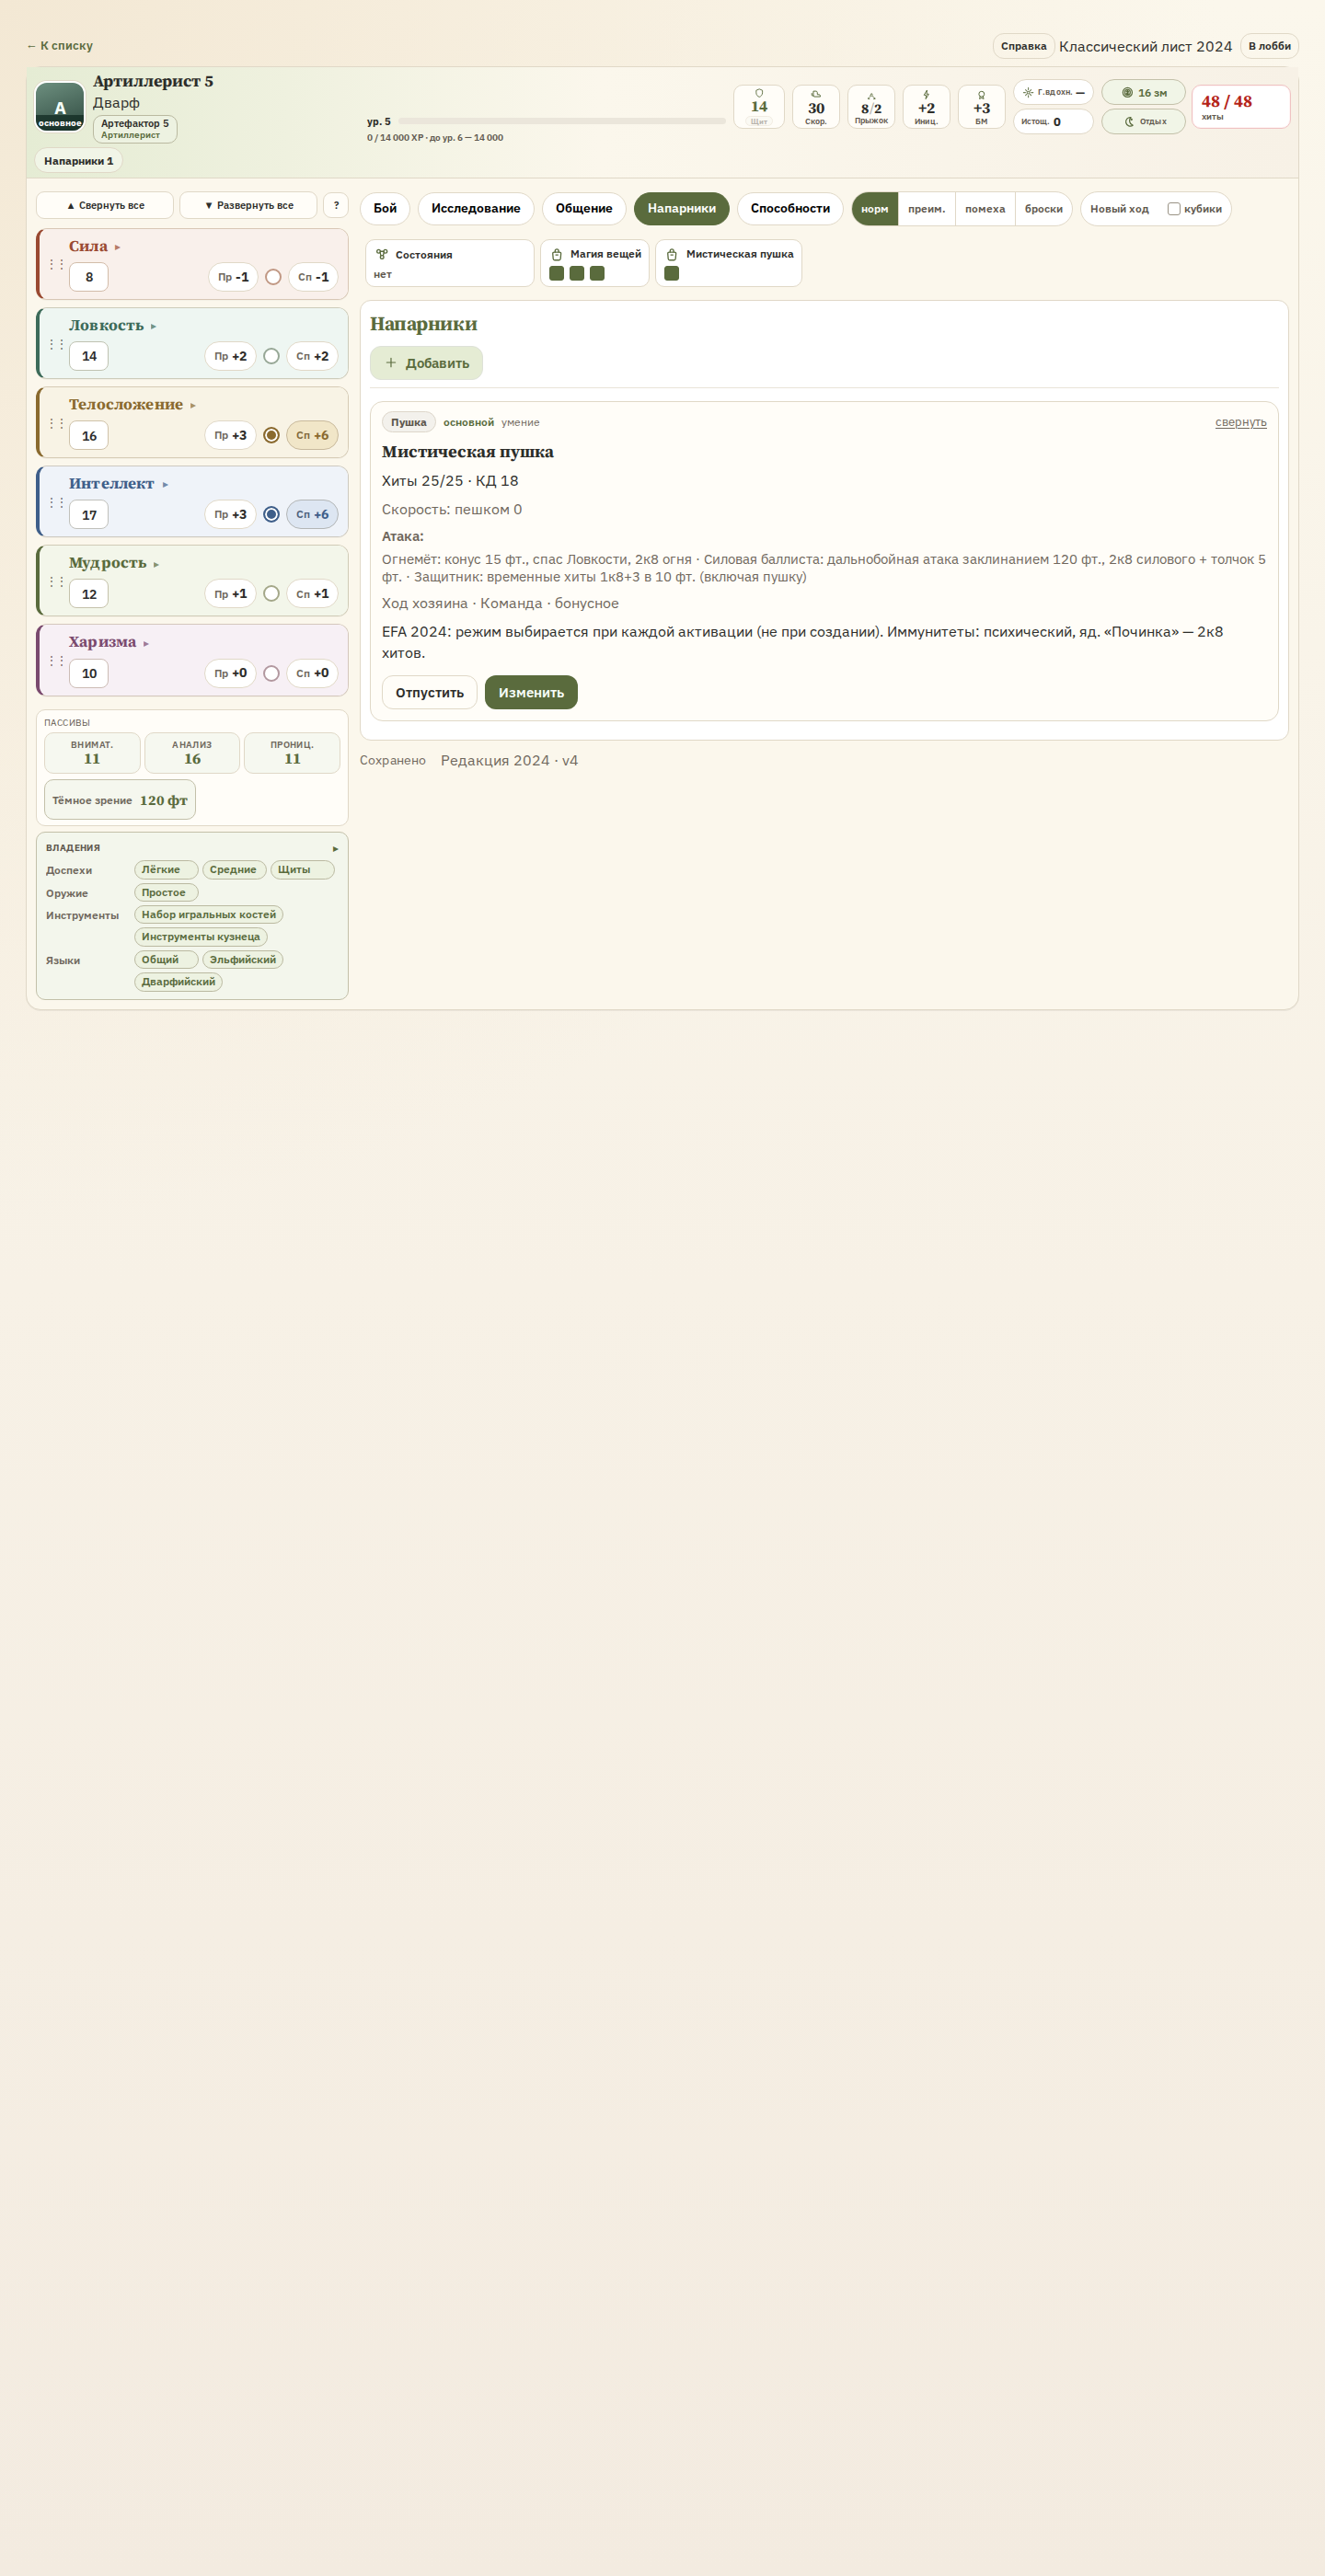 ← К списку
Справка Классический лист 2024 В лобби
А
основное
Артиллерист 5
Дварф
Артефактор 5
Артиллерист
Напарники 1
ур. 5
0 / 14 000 XP · до ур. 6 — 14 000
14
Щит
30
Скор.
8/2
Прыжок
+2
Иниц.
+3
БМ
Г.вдохн. —
Истощ. 0
16 зм
Отдых
48 / 48
хиты
▲ Свернуть все
▼ Развернуть все
?
Бой
Исследование
Общение
Напарники
Способности
норм
преим.
помеха
броски
Новый ход
кубики
Сила ▸
8
Пр -1
Сп -1
Ловкость ▸
14
Пр +2
Сп +2
Телосложение ▸
16
Пр +3
Сп +6
Интеллект ▸
17
Пр +3
Сп +6
Мудрость ▸
12
Пр +1
Сп +1
Харизма ▸
10
Пр +0
Сп +0
ПАССИВЫ
ВНИМАТ.
11
АНАЛИЗ
16
ПРОНИЦ.
11
Тёмное зрение 120 фт
ВЛАДЕНИЯ ▸
Доспехи Лёгкие Средние Щиты
Оружие Простое
Инструменты Набор игральных костей
Инструменты кузнеца
Языки Общий Эльфийский
Дварфийский
Состояния
нет
Магия вещей
Мистическая пушка
Напарники
+ Добавить
Пушка основной умение
свернуть
Мистическая пушка
Хиты 25/25 · КД 18
Скорость: пешком 0
Атака:
Огнемёт: конус 15 фт., спас Ловкости, 2к8 огня · Силовая баллиста: дальнобойная атака заклинанием 120 фт., 2к8 силового + толчок 5
фт. · Защитник: временные хиты 1к8+3 в 10 фт. (включая пушку)
Ход хозяина · Команда · бонусное
EFA 2024: режим выбирается при каждой активации (не при создании). Иммунитеты: психический, яд. «Починка» — 2к8
хитов.
Отпустить
Изменить
Сохранено Редакция 2024 · v4